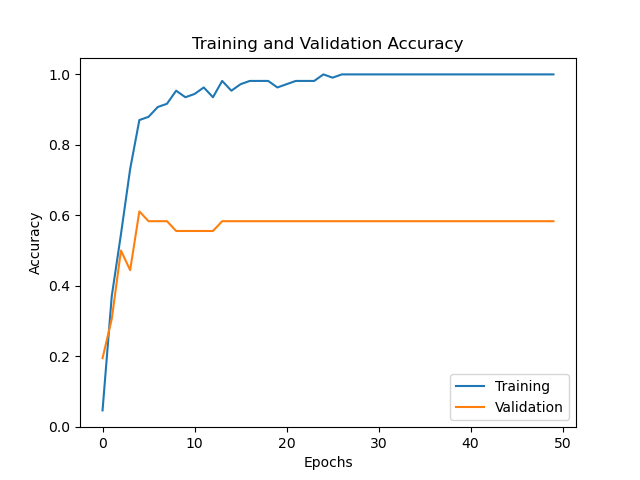 Training and Validation Accuracy
1.0
0.8
0.6
0.4
0.2
0.0
Accuracy
0 10 20 30 40 50
Epochs
Training
Validation